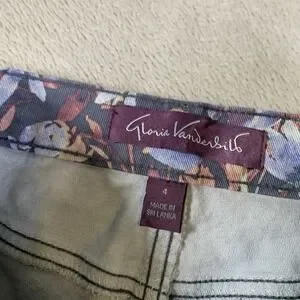 Gloria Vanderbilt
4
MADE IN
SRI LANKA